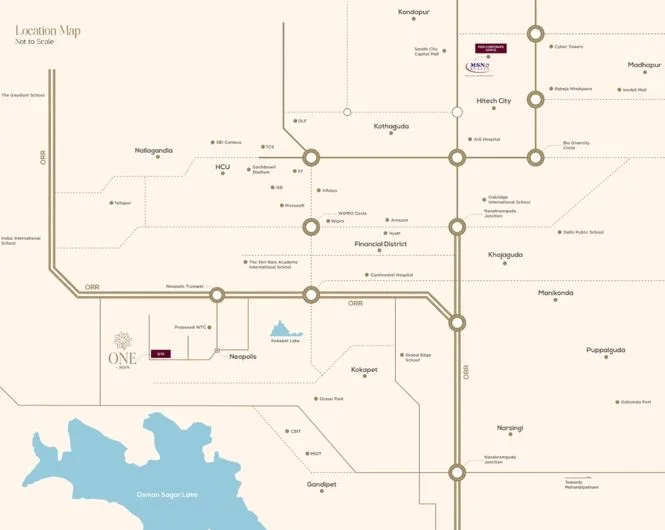 Location Map
Not to Scale
Kondapur
Sarath City
Capital Mall
MSN CORPORATE
OFFICE
MSN
REALTY
Cyber Towers
Madhapur
The Gaudium School
Raheja Mindspace
Inorbit Mall
Hitech City
DLF
Kothaguda
ORR
Nallagandla
SBI Campus
TCS
AIG Hospital
Bio Diversity
Circle
HCU
Gachibowli
Stadium
IIT
ISB
Infosys
Microsoft
Tellapur
WIPRO Circle
Wipro
Amazon
Hyatt
Oakridge
International School
Nanakramguda
Junction
Delhi Public School
Indus International
School
Financial District
The Shri Ram Academy
International School
Khajaguda
Continental Hospital
Neopolis Trumpet
ORR
ORR
Manikonda
ONE
Proposed WTC
Neopolis
Kokapet Lake
Global Edge
School
Puppalguda
Kokapet
ORR
Ocean Park
Golconda Fort
CBIT
Narsingi
MGIT
Nanakramguda
Junction
Gandipet
Towards
Mehandipatnam
Osman Sagar Lake